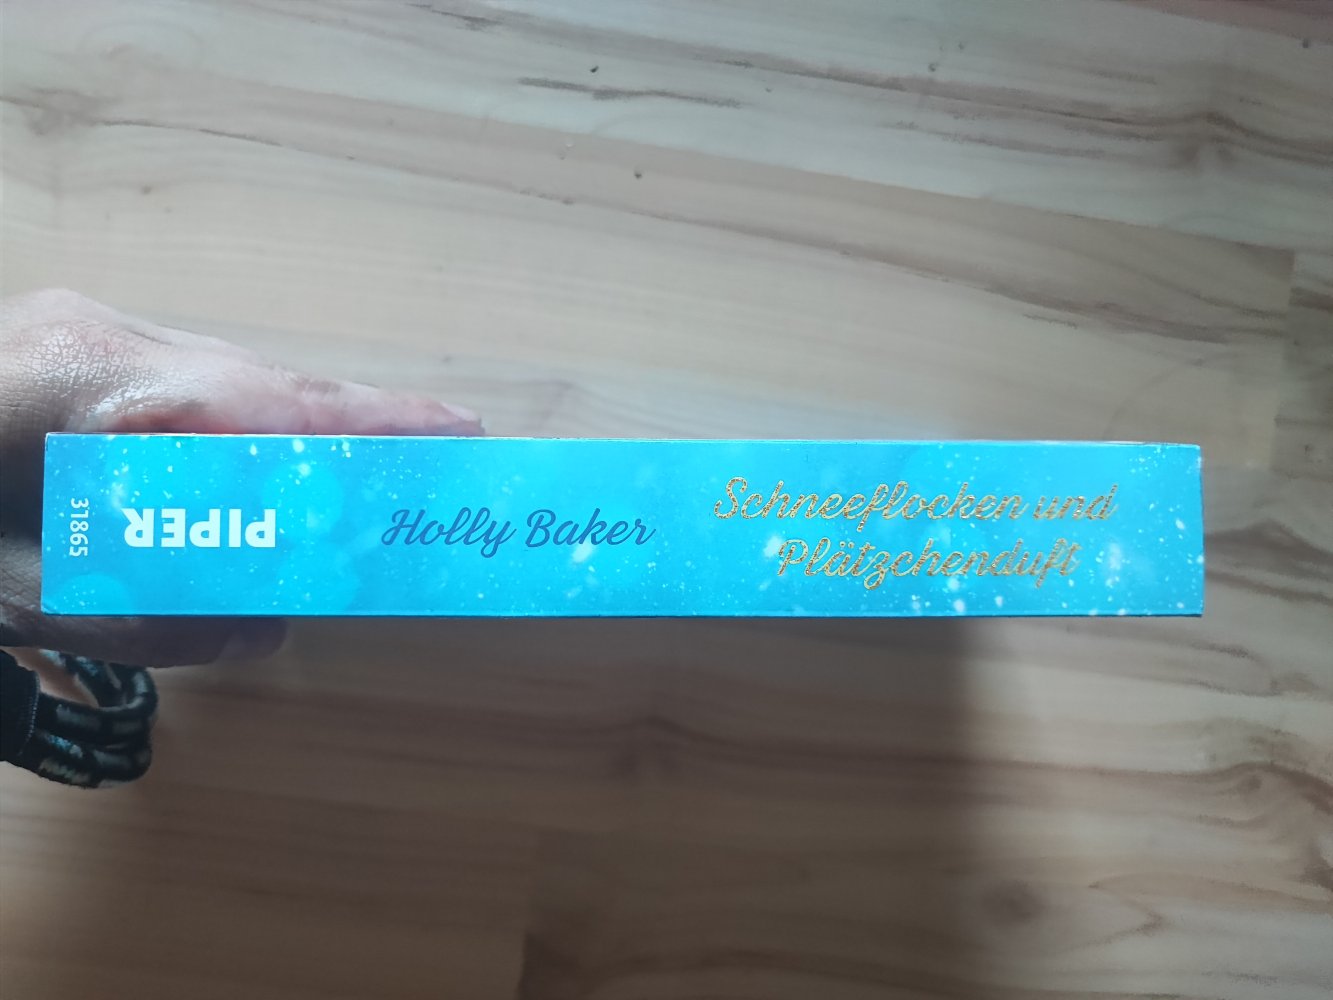 Schneeflocken und
Plätzchenduft
Holly Baker
PIPER
31865